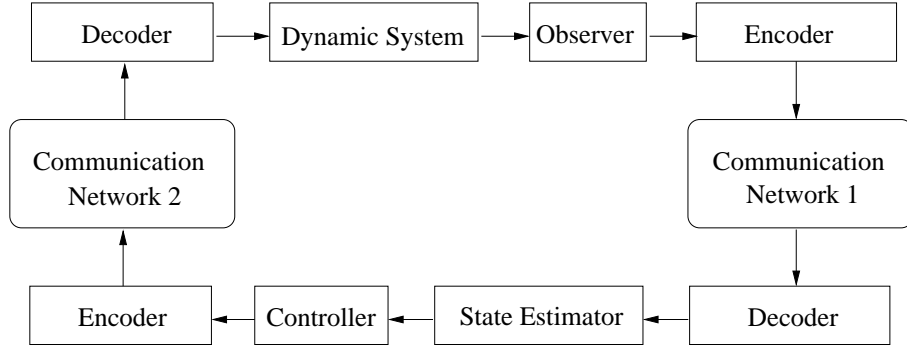 Decoder
Dynamic System
Observer
Encoder
Communication
Network 2
Communication
Network 1
Encoder
Controller
State Estimator
Decoder